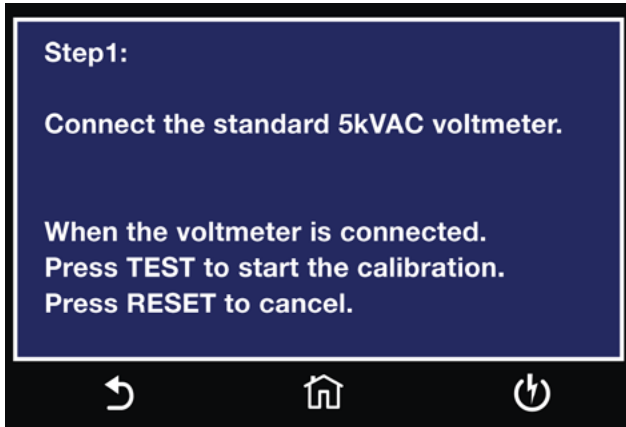 Step1:
Connect the standard 5kVAC voltmeter.
When the voltmeter is connected.
Press TEST to start the calibration.
Press RESET to cancel.